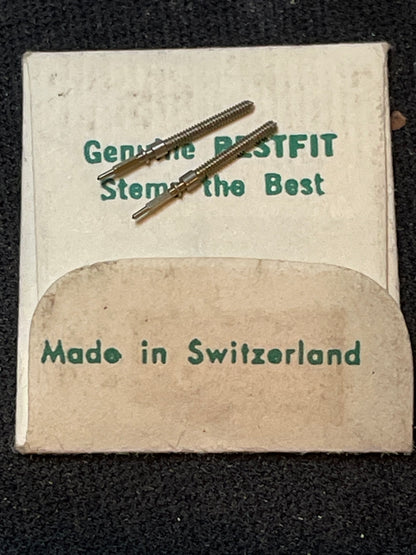 Genuine BESTFIT
Stems the Best
Made in Switzerland